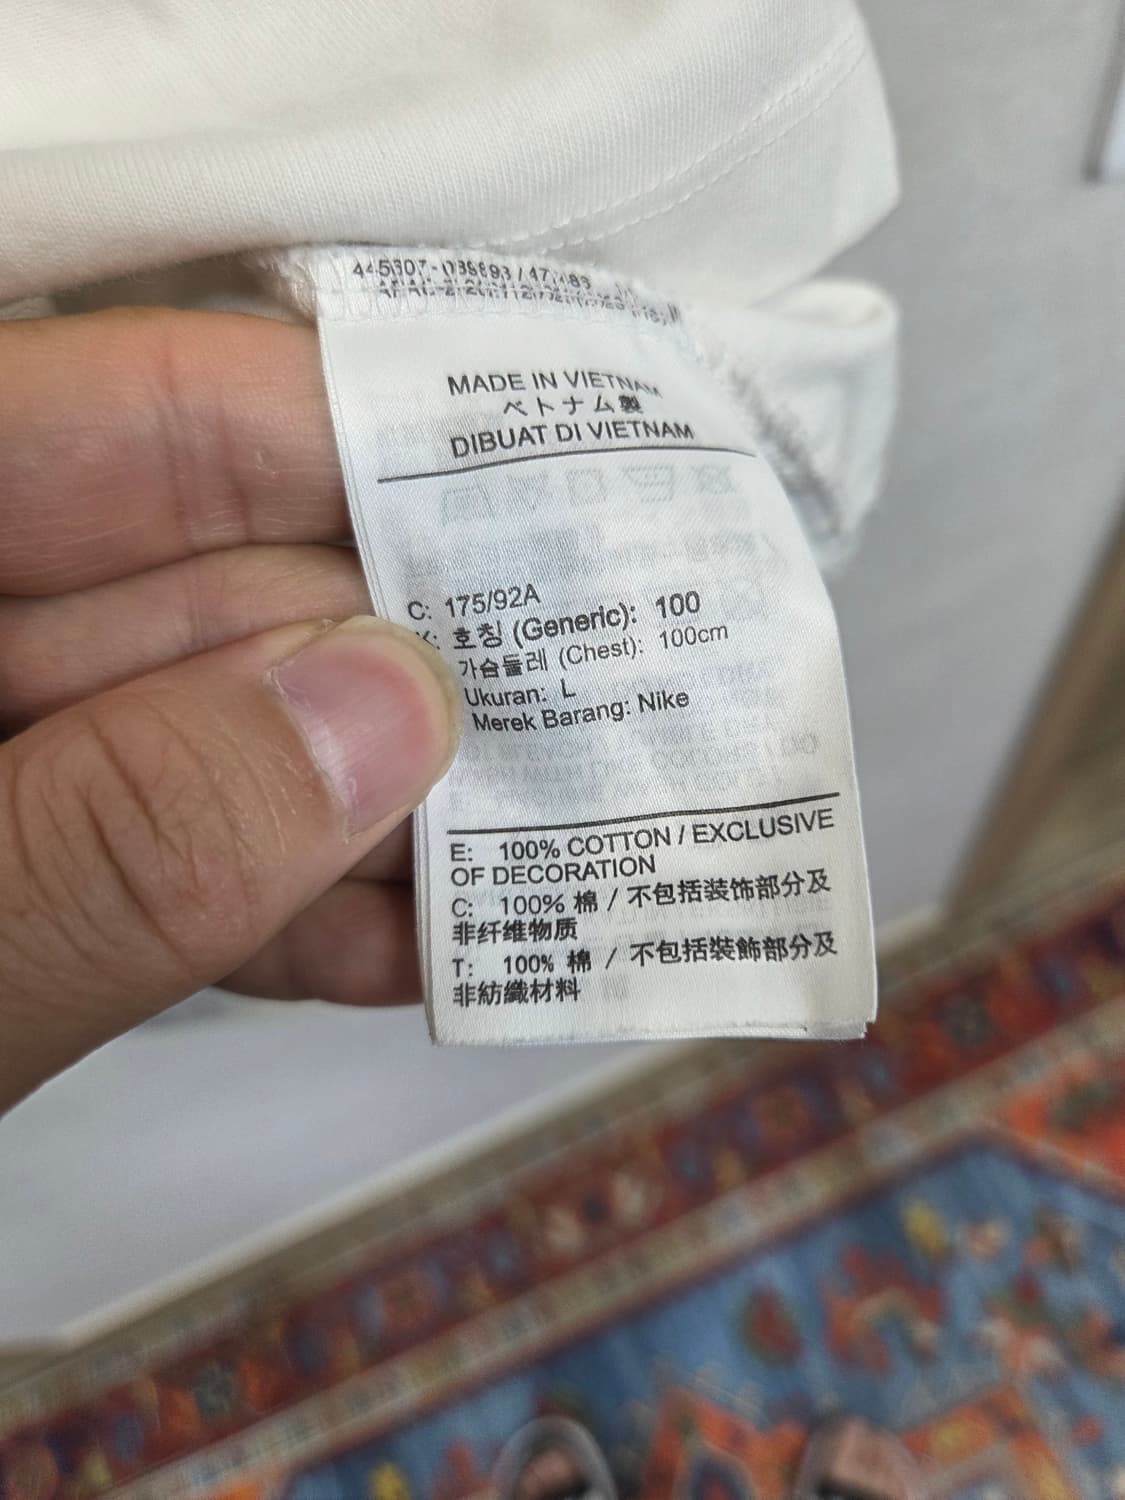 MADE IN VIETNAM
ベトナム製
DIBUAT DI VIETNAM
C: 175/92A
K: 호칭 (Generic): 100
가슴둘레 (Chest): 100cm
Ukuran: L
Merek Barang: Nike
E: 100% COTTON / EXCLUSIVE
OF DECORATION
C: 100% 棉 / 不包括装饰部分及
非纤维物质
T: 100% 棉 / 不包括裝飾部分及
非紡織材料